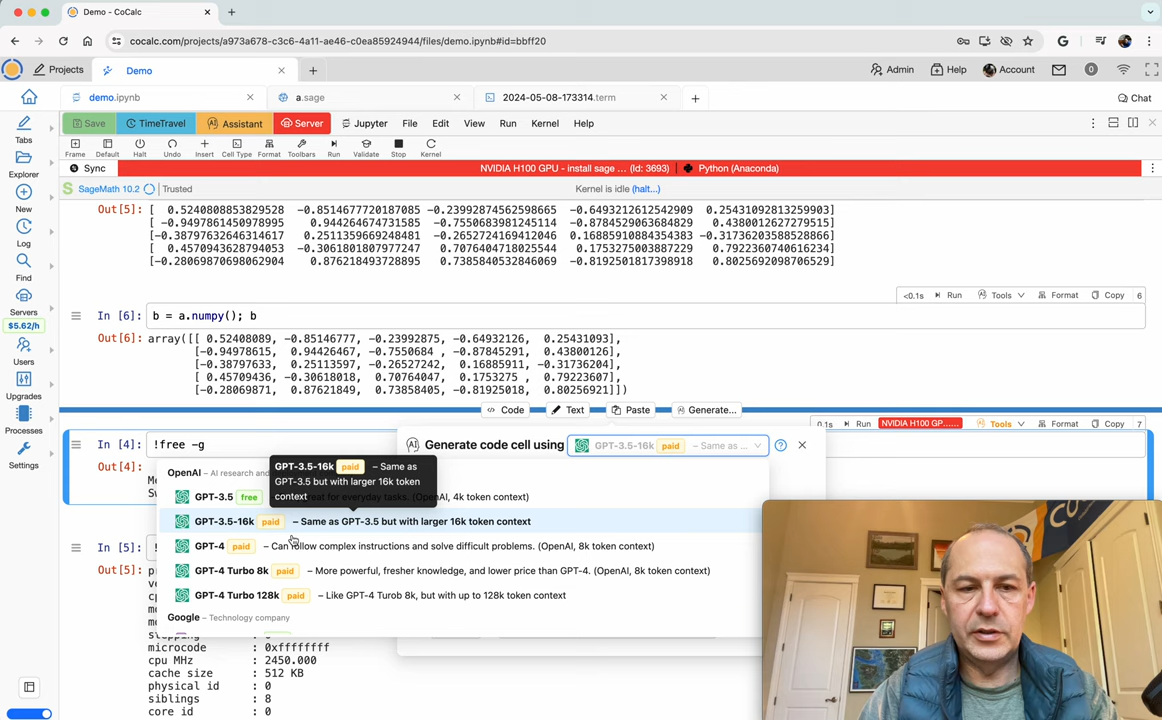 Demo - CoCalc
cocalc.com/projects/a973a678-c3c6-4a11-ae46-c0ea85924944/files/demo.ipynb#id=bbff20
Projects
Demo
Admin
Help
Account
0
demo.ipynb
a.sage
2024-05-08-173314.term
Chat
Tabs
Explorer
New
Log
Find
Servers
$5.62/h
Users
Upgrades
Processes
Settings
Save
TimeTravel
Assistant
Server
Jupyter
File
Edit
View
Run
Kernel
Help
Frame
Default
Halt
Undo
Insert
Cell Type
Format
Toolbars
Run
Validate
Stop
Kernel
Sync
NVIDIA H100 GPU - install sage ... (Id: 3693)
Python (Anaconda)
SageMath 10.2
Trusted
Kernel is idle (halt...)
Out[5]: [ 0.5240808853829528 -0.8514677720187085 -0.23992874562598665 -0.6493212612542909 0.25431092813259903]
[ -0.9497861450978995 0.944264674731585 -0.75506839812451​14 -0.8784529063684829 0.4380012627279515]
[-0.38797632646314617 0.2511359669248481 -0.2652724169412046 0.16885910884354383 -0.31736203588528866]
[ 0.4570943628794053 -0.3061801807977247 0.7076404718025544 0.1753275003887229 0.7922360740616234]
[-0.28069870698062904 0.876218493728895 0.7385840532846069 -0.8192501817398918 0.8025692098706529]
<0.1s
Run
Tools
Format
Copy
6
In [6]: b = a.numpy(); b
Out[6]: array([[ 0.52408089, -0.85146777, -0.23992875, -0.64932126, 0.25431093],
[-0.94978615, 0.94426467, -0.7550684 , -0.87845291, 0.43800126],
[-0.38797633, 0.25113597, -0.26527242, 0.16885911, -0.31736204],
[ 0.45709436, -0.30618018, 0.70764047, 0.1753275 , 0.79223607],
[-0.28069871, 0.87621849, 0.73858405, -0.81925018, 0.80256921]])
Code
Text
Paste
Generate...
0.1s
Run
NVIDIA H100 GP......
Tools
Format
Copy
7
In [4]: !free -g
Out[4]:
Generate code cell using
GPT-3.5-16k paid – Same as ...
OpenAI – AI research and
GPT-3.5-16k paid – Same as
GPT-3.5 but with larger 16k token
context
GPT-3.5 free
for everyday tasks. (OpenAI, 4k token context)
GPT-3.5-16k paid – Same as GPT-3.5 but with larger 16k token context
GPT-4 paid – Can follow complex instructions and solve difficult problems. (OpenAI, 8k token context)
GPT-4 Turbo 8k paid – More powerful, fresher knowledge, and lower price than GPT-4. (OpenAI, 8k token context)
GPT-4 Turbo 128k paid – Like GPT-4 Turob 8k, but with up to 128k token context
Google – Technology company
In [5]:
Out[5]:
microcode : 0xffffffff
cpu MHz : 2450.000
cache size : 512 KB
physical id : 0
siblings : 8
core id : 0